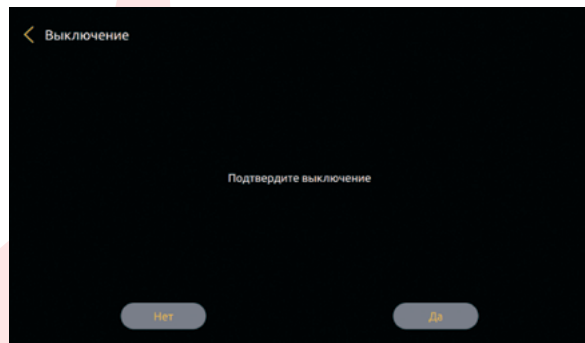 Выключение
Подтвердите выключение
Нет
Да